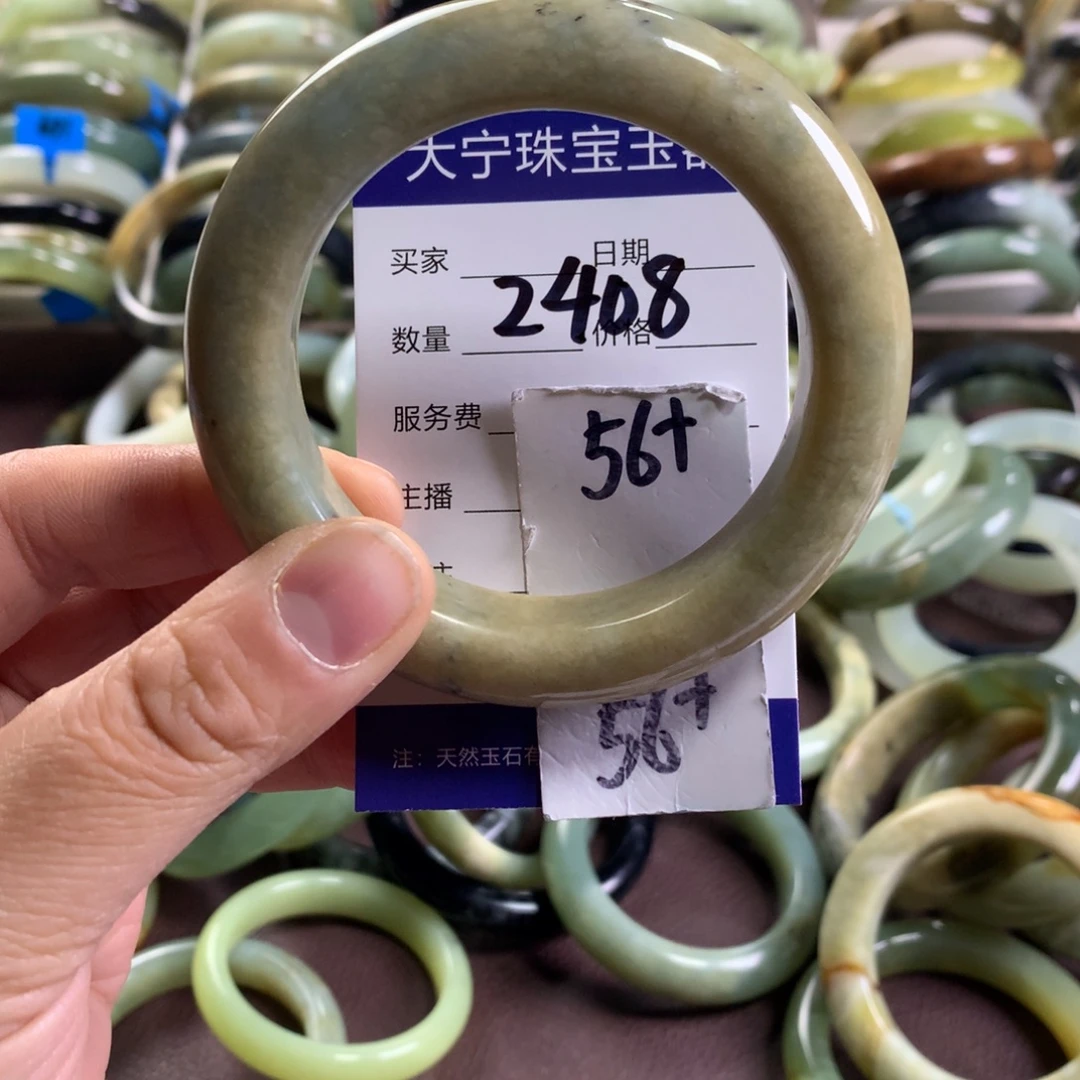 大宁珠宝玉
买家 日期
2408
数量 价格
服务费
56+
主播
56+
注：天然玉石有